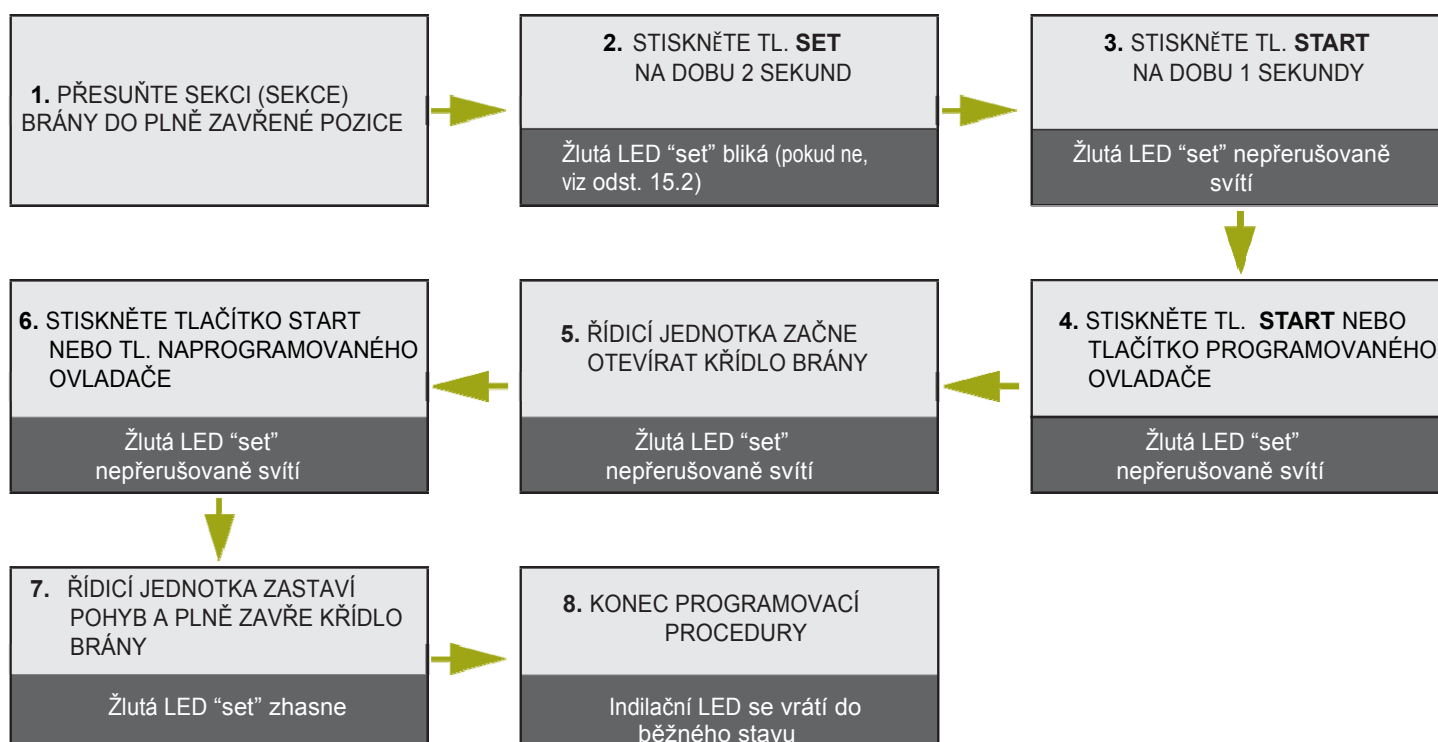 1. PŘESUŇTE SEKCI (SEKCE)
BRÁNY DO PLNĚ ZAVŘENÉ POZICE
2. STISKNĚTE TL. SET
NA DOBU 2 SEKUND
Žlutá LED “set” bliká (pokud ne,
viz odst. 15.2)
3. STISKNĚTE TL. START
NA DOBU 1 SEKUNDY
Žlutá LED “set” nepřerušovaně
svítí
4. STISKNĚTE TL. START NEBO
TLAČÍTKO PROGRAMOVANÉHO
OVLADAČE
Žlutá LED “set”
nepřerušovaně svítí
5. ŘÍDICÍ JEDNOTKA ZAČNE
OTEVÍRAT KŘÍDLO BRÁNY
Žlutá LED “set”
nepřerušovaně svítí
6. STISKNĚTE TLAČÍTKO START
NEBO TL. NAPROGRAMOVANÉHO
OVLADAČE
Žlutá LED “set”
nepřerušovaně svítí
7. ŘÍDICÍ JEDNOTKA ZASTAVÍ
POHYB A PLNĚ ZAVŘE KŘÍDLO
BRÁNY
Žlutá LED “set” zhasne
8. KONEC PROGRAMOVACÍ
PROCEDURY
Indilační LED se vrátí do
běžného stavu